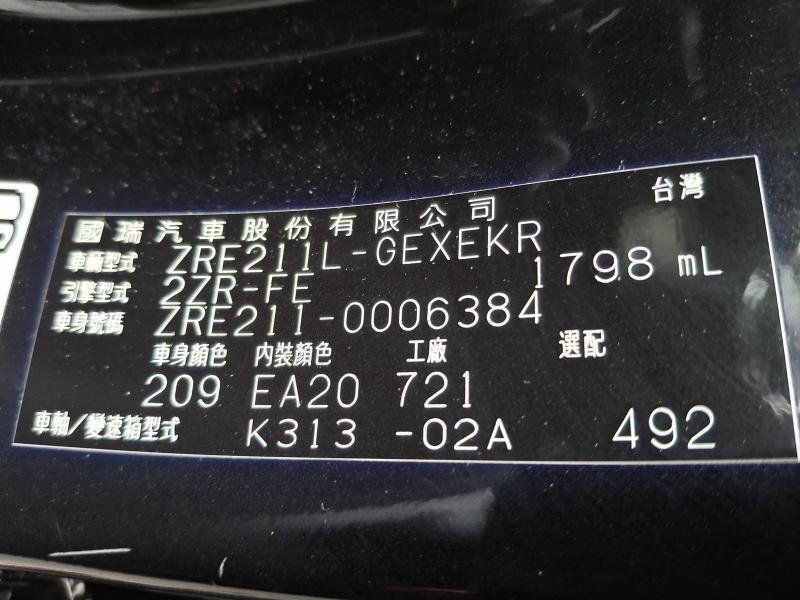 台灣
國瑞汽車股份有限公司
車輛型式 ZRE211L-GEXEKR
引擎型式 2ZR-FE 1798 mL
車身號碼 ZRE211-0006384
車身顏色 內裝顏色 工廠 選配
209 EA20 721
車軸/變速箱型式 K313 -02A 492